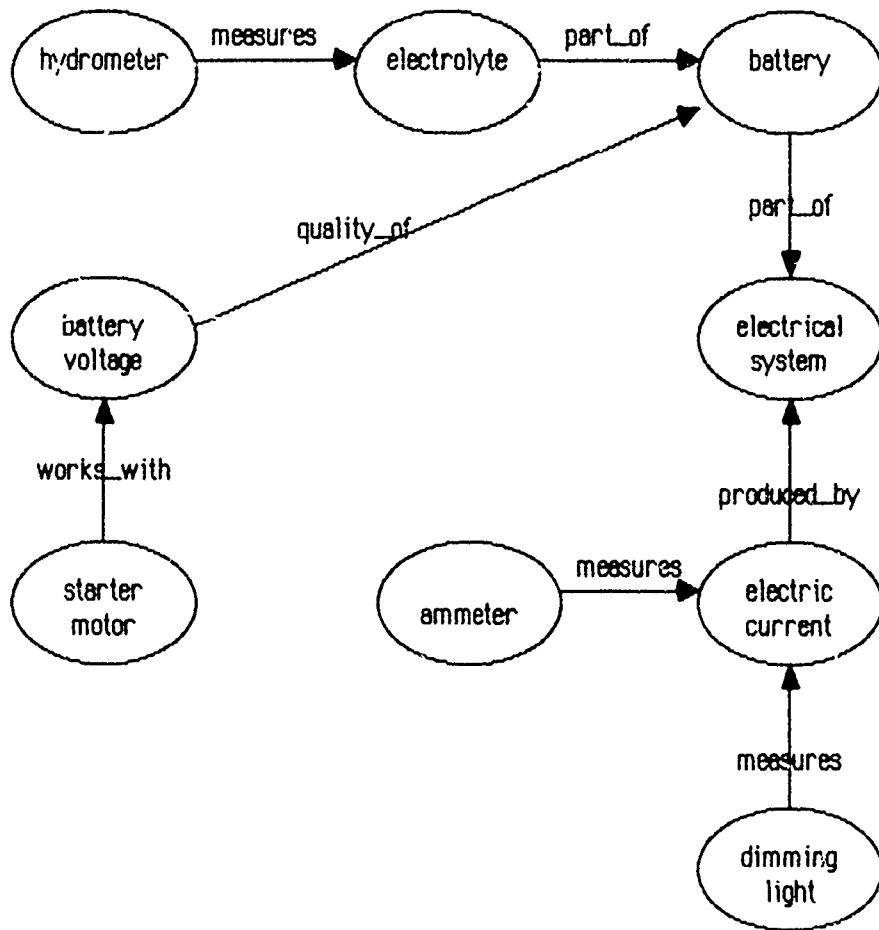 measures
part_of
hydrometer
electrolyte
battery
part_of
quality_of
battery
voltage
electrical
system
works_with
produced_by
measures
starter
motor
ammeter
electric
current
measures
dimming
light